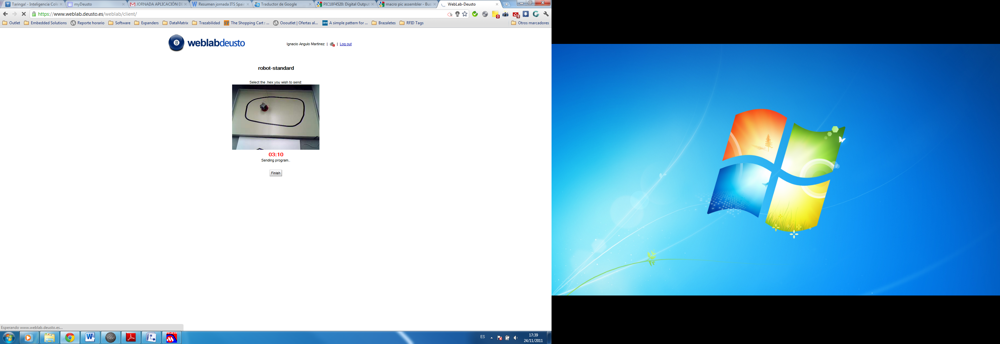 Taringa! - Inteligencia Cole
myDeusto
JORNADA APLICACIÓN DE
Resumen jornada ITS Spain
Traductor de Google
PIC18F4520: Digital Output
macro pic assembler - Bus
WebLab-Deusto
https://www.weblab.deusto.es/weblab/client/
Outlet
Embedded Solutions
Reporte horario
Software
Expanders
DataMatrix
Trazabilidad
The Shopping Cart : ...
Oooutlet | Ofertas al...
IBM
A simple pattern for ...
Brazaletes
RFID Tags
Otros marcadores
8
weblabdeusto
Ignacio Angulo Martinez | | Log out
robot-standard
Select the .hex you wish to send:
03:10
Sending program..
Finish
Esperando www.weblab.deusto.es...
ES
17:39
24/11/2011